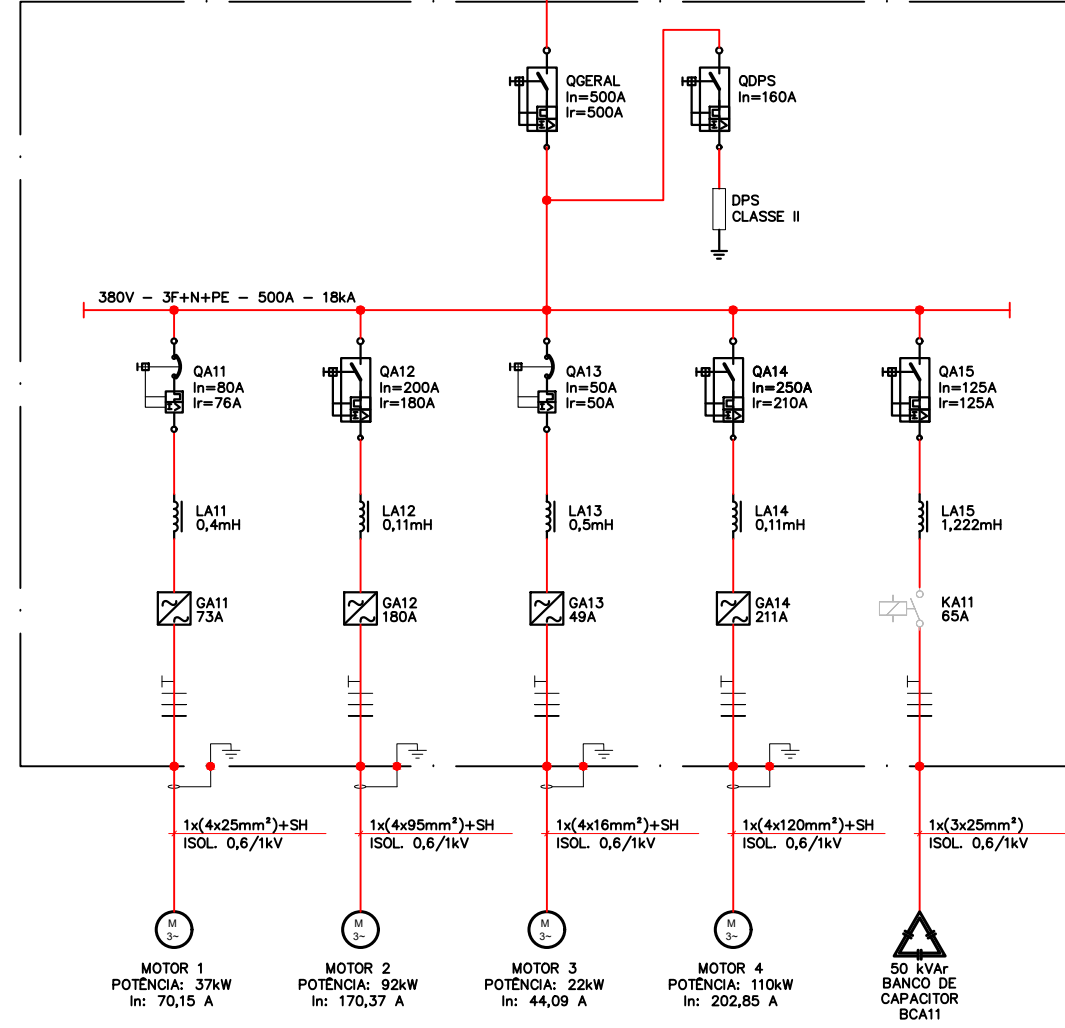 QGERAL
In=500A
Ir=500A
QDPS
In=160A
DPS
CLASSE II
380V – 3F+N+PE – 500A – 18kA
QA11
In=80A
Ir=76A
QA12
In=200A
Ir=180A
QA13
In=50A
Ir=50A
QA14
In=250A
Ir=210A
QA15
In=125A
Ir=125A
LA11
0,4mH
LA12
0,11mH
LA13
0,5mH
LA14
0,11mH
LA15
1,222mH
GA11
73A
GA12
180A
GA13
49A
GA14
211A
KA11
65A
1x(4x25mm²)+SH
ISOL. 0,6/1kV
1x(4x95mm²)+SH
ISOL. 0,6/1kV
1x(4x16mm²)+SH
ISOL. 0,6/1kV
1x(4x120mm²)+SH
ISOL. 0,6/1kV
1x(3x25mm²)
ISOL. 0,6/1kV
M
3~
MOTOR 1
POTÊNCIA: 37kW
In: 70,15 A
M
3~
MOTOR 2
POTÊNCIA: 92kW
In: 170,37 A
M
3~
MOTOR 3
POTÊNCIA: 22kW
In: 44,09 A
M
3~
MOTOR 4
POTÊNCIA: 110kW
In: 202,85 A
50 kVAr
BANCO DE
CAPACITOR
BCA11